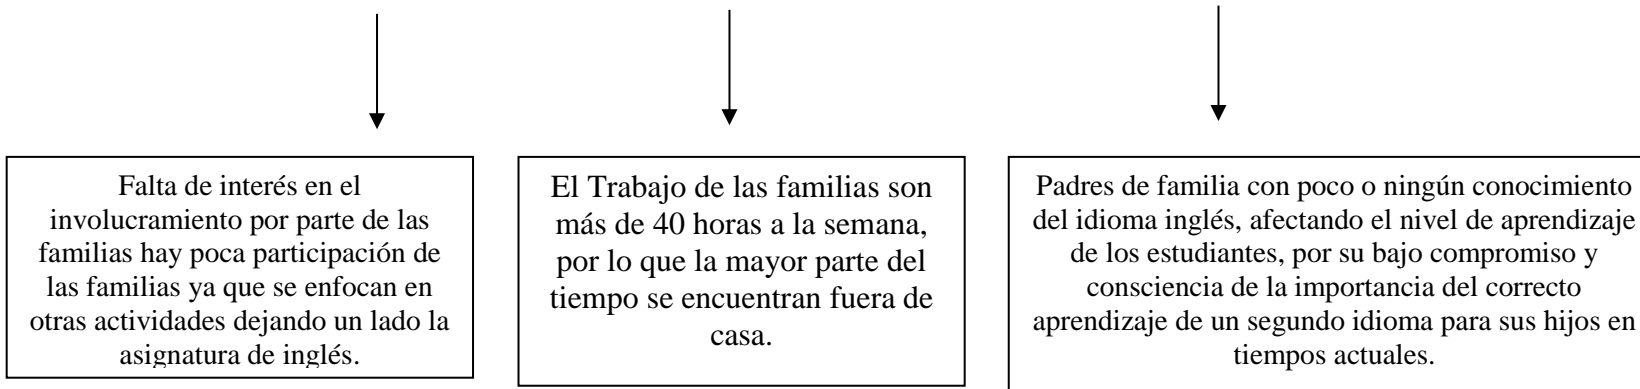 Falta de interés en el
involucramiento por parte de las
familias hay poca participación de
las familias ya que se enfocan en
otras actividades dejando un lado la
asignatura de inglés.
El Trabajo de las familias son
más de 40 horas a la semana,
por lo que la mayor parte del
tiempo se encuentran fuera de
casa.
Padres de familia con poco o ningún conocimiento
del idioma inglés, afectando el nivel de aprendizaje
de los estudiantes, por su bajo compromiso y
consciencia de la importancia del correcto
aprendizaje de un segundo idioma para sus hijos en
tiempos actuales.